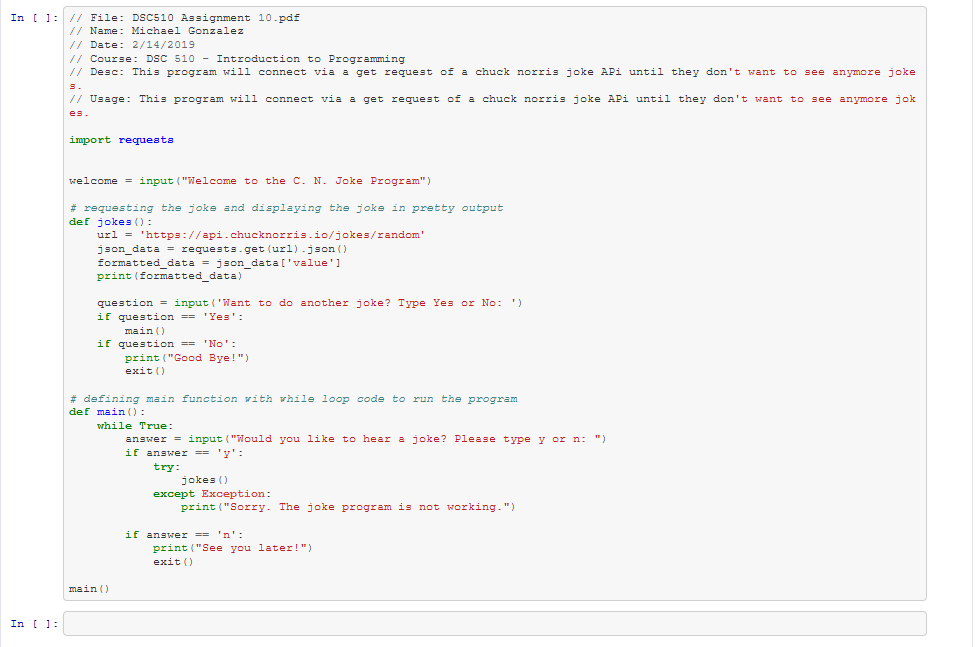 In [ ]: // File: DSC510 Assignment 10.pdf
// Name: Michael Gonzalez
// Date: 2/14/2019
// Course: DSC 510 - Introduction to Programming
// Desc: This program will connect via a get request of a chuck norris joke APi until they don't want to see anymore joke
s.
// Usage: This program will connect via a get request of a chuck norris joke APi until they don't want to see anymore jok
es.
import requests
welcome = input("Welcome to the C. N. Joke Program")
# requesting the joke and displaying the joke in pretty output
def jokes():
    url = 'https://api.chucknorris.io/jokes/random'
    json_data = requests.get(url).json()
    formatted_data = json_data['value']
    print(formatted_data)
    question = input('Want to do another joke? Type Yes or No: ')
    if question == 'Yes':
        main()
    if question == 'No':
        print("Good Bye!")
        exit()
# defining main function with while loop code to run the program
def main():
    while True:
        answer = input("Would you like to hear a joke? Please type y or n: ")
        if answer == 'y':
            try:
                jokes()
            except Exception:
                print("Sorry. The joke program is not working.")
        if answer == 'n':
            print("See you later!")
            exit()
main()
In [ ]: